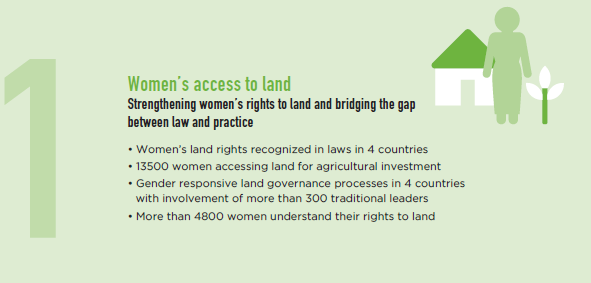 1
Women's access to land
Strengthening women's rights to land and bridging the gap
between law and practice
• Women's land rights recognized in laws in 4 countries
• 13500 women accessing land for agricultural investment
• Gender responsive land governance processes in 4 countries
with involvement of more than 300 traditional leaders
• More than 4800 women understand their rights to land